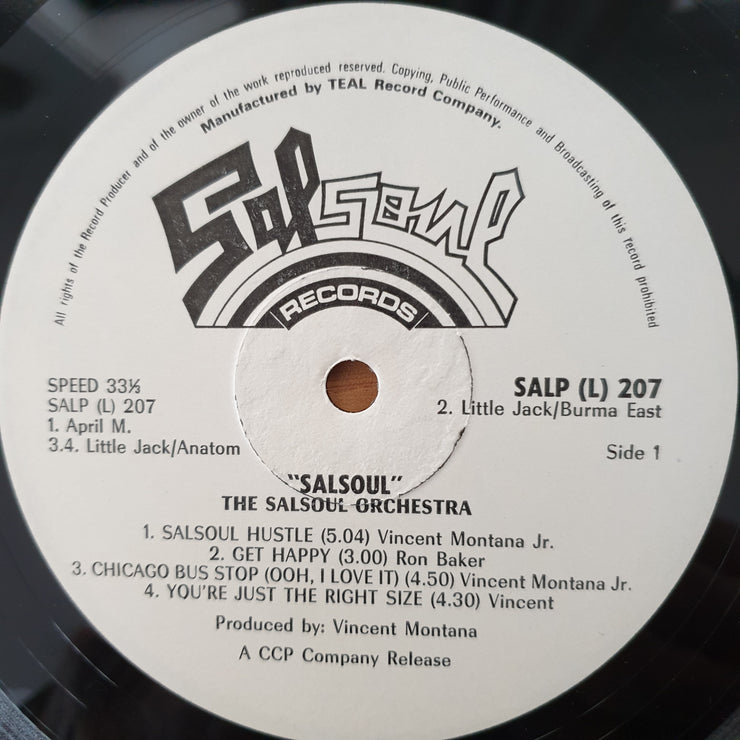 All rights of the Record Producer and of the owner of the work reproduced reserved. Copying, Public Performance and Broadcasting of this record prohibited
Manufactured by TEAL Record Company.
Salsoul
RECORDS
SPEED 33⅓
SALP (L) 207
1. April M.
3.4. Little Jack/Anatom
SALP (L) 207
2. Little Jack/Burma East
Side 1
"SALSOUL"
THE SALSOUL ORCHESTRA
1. SALSOUL HUSTLE (5.04) Vincent Montana Jr.
2. GET HAPPY (3.00) Ron Baker
3. CHICAGO BUS STOP (OOH, I LOVE IT) (4.50) Vincent Montana Jr.
4. YOU'RE JUST THE RIGHT SIZE (4.30) Vincent
Produced by: Vincent Montana
A CCP Company Release